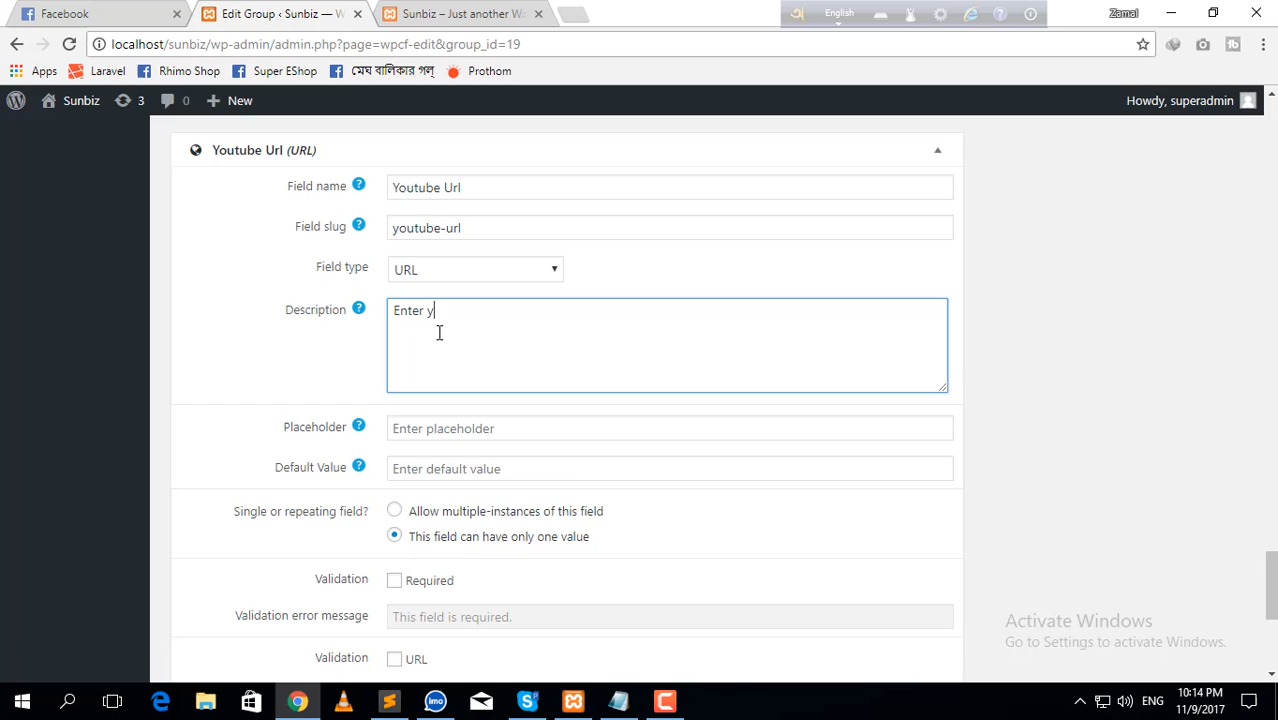 Facebook
Edit Group ‹ Sunbiz — W
Sunbiz – Just another Wo
English
Zamal
localhost/sunbiz/wp-admin/admin.php?page=wpcf-edit&group_id=19
Apps
Laravel
Rhimo Shop
Super EShop
মেঘ বালিকার গল্
Prothom
Sunbiz
3
0
New
Howdy, superadmin
Youtube Url (URL)
Field name
Youtube Url
Field slug
youtube-url
Field type
URL
Description
Enter y
Placeholder
Enter placeholder
Default Value
Enter default value
Single or repeating field?
Allow multiple-instances of this field
This field can have only one value
Validation
Required
Validation error message
This field is required.
Validation
URL
Activate Windows
Go to Settings to activate Windows.
imo
ENG
10:14 PM
11/9/2017